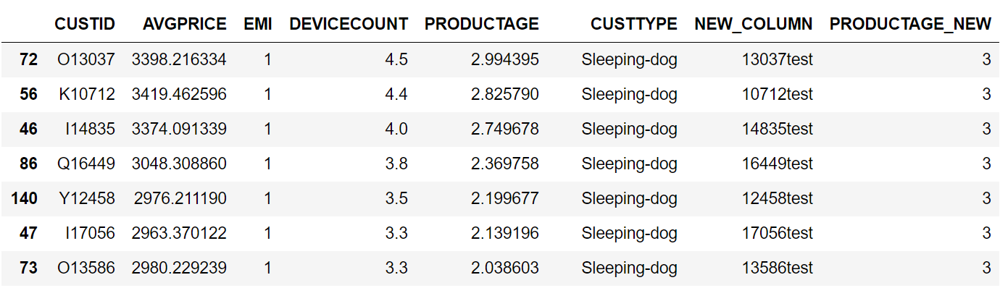 CUSTID AVGPRICE EMI DEVICECOUNT PRODUCTAGE CUSTTYPE NEW_COLUMN PRODUCTAGE_NEW
72 O13037 3398.216334 1 4.5 2.994395 Sleeping-dog 13037test 3
56 K10712 3419.462596 1 4.4 2.825790 Sleeping-dog 10712test 3
46 I14835 3374.091339 1 4.0 2.749678 Sleeping-dog 14835test 3
86 Q16449 3048.308860 1 3.8 2.369758 Sleeping-dog 16449test 3
140 Y12458 2976.211190 1 3.5 2.199677 Sleeping-dog 12458test 3
47 I17056 2963.370122 1 3.3 2.139196 Sleeping-dog 17056test 3
73 O13586 2980.229239 1 3.3 2.038603 Sleeping-dog 13586test 3